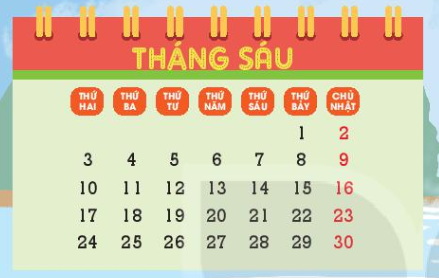 THÁNG SÁU
THỨ HAI THỨ BA THỨ TƯ THỨ NĂM THỨ SÁU THỨ BẢY CHỦ NHẬT
1 2
3 4 5 6 7 8 9
10 11 12 13 14 15 16
17 18 19 20 21 22 23
24 25 26 27 28 29 30